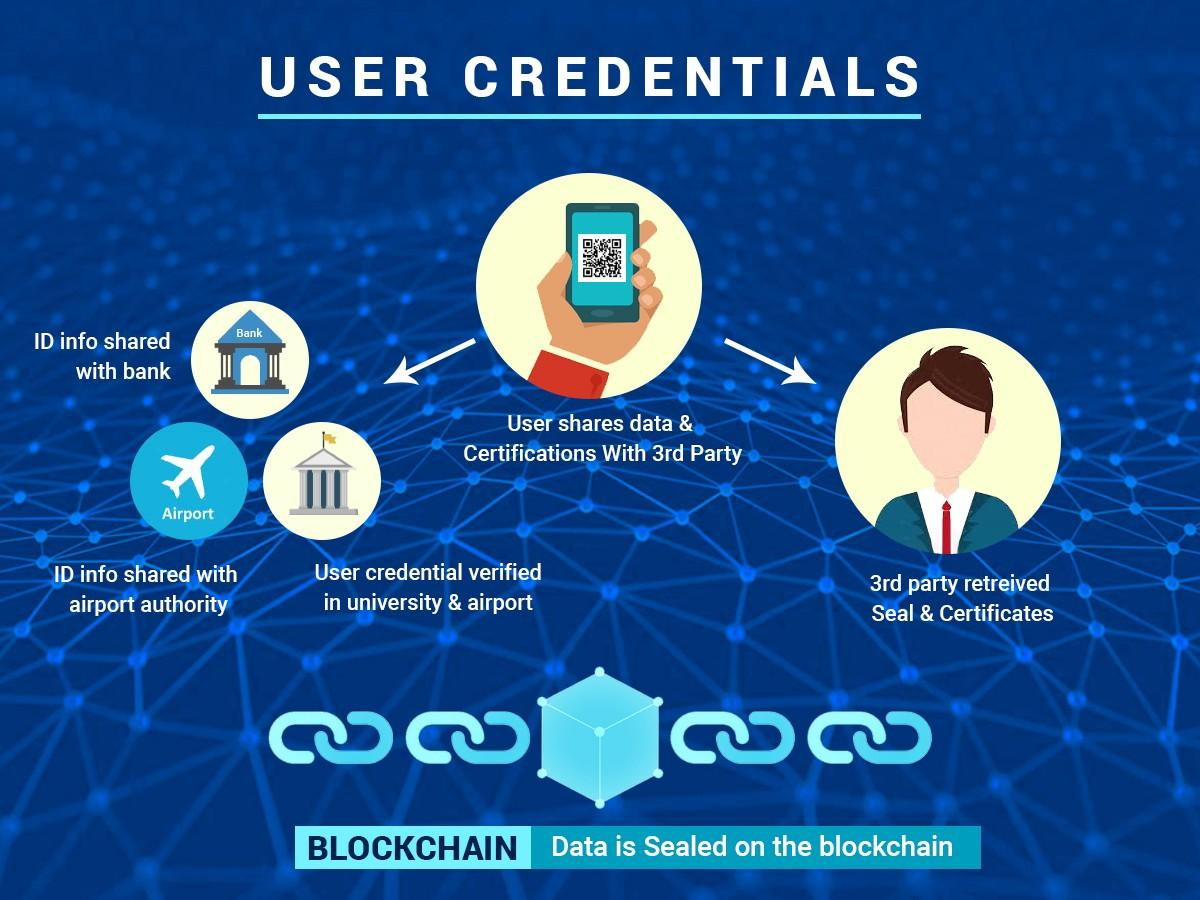 USER CREDENTIALS
User shares data &
Certifications With 3rd Party
ID info shared
with bank
Bank
Airport
ID info shared with
airport authority
User credential verified
in university & airport
3rd party retreived
Seal & Certificates
BLOCKCHAIN Data is Sealed on the blockchain